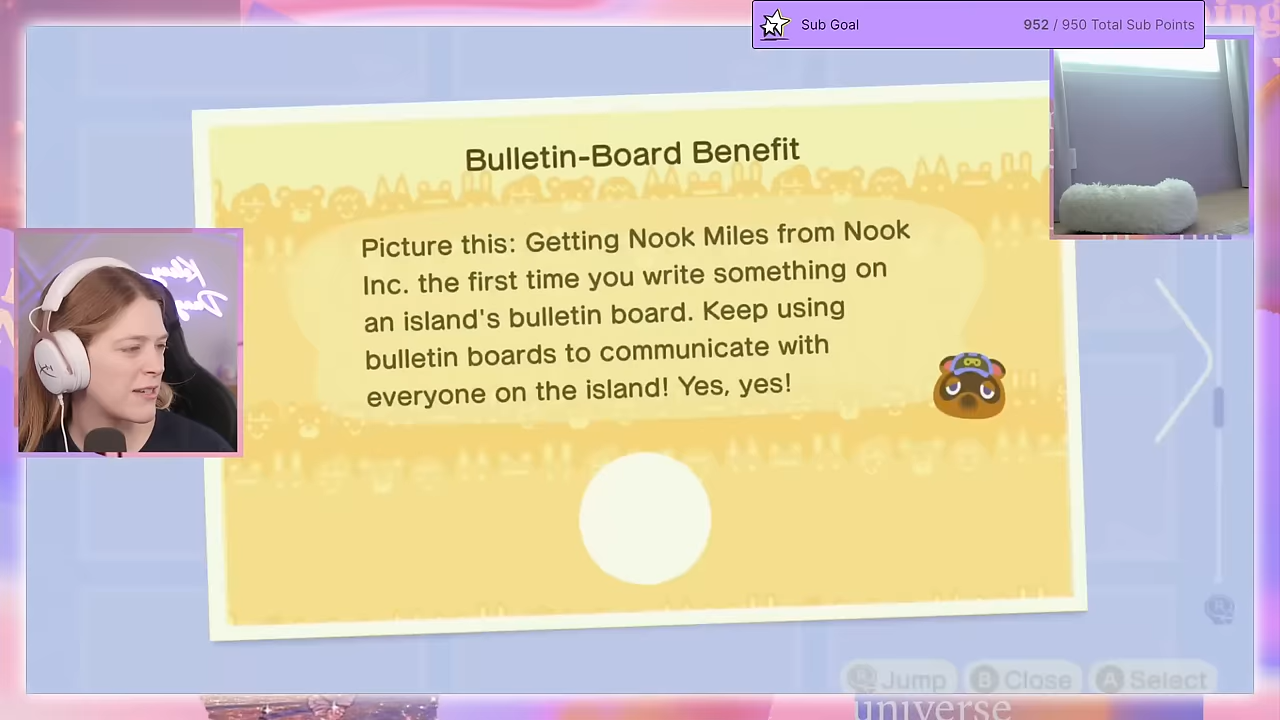 Sub Goal
952 / 950 Total Sub Points
Bulletin-Board Benefit
Picture this: Getting Nook Miles from Nook
Inc. the first time you write something on
an island's bulletin board. Keep using
bulletin boards to communicate with
everyone on the island! Yes, yes!
Kelsey
R Jump
B Close
A Select
universe